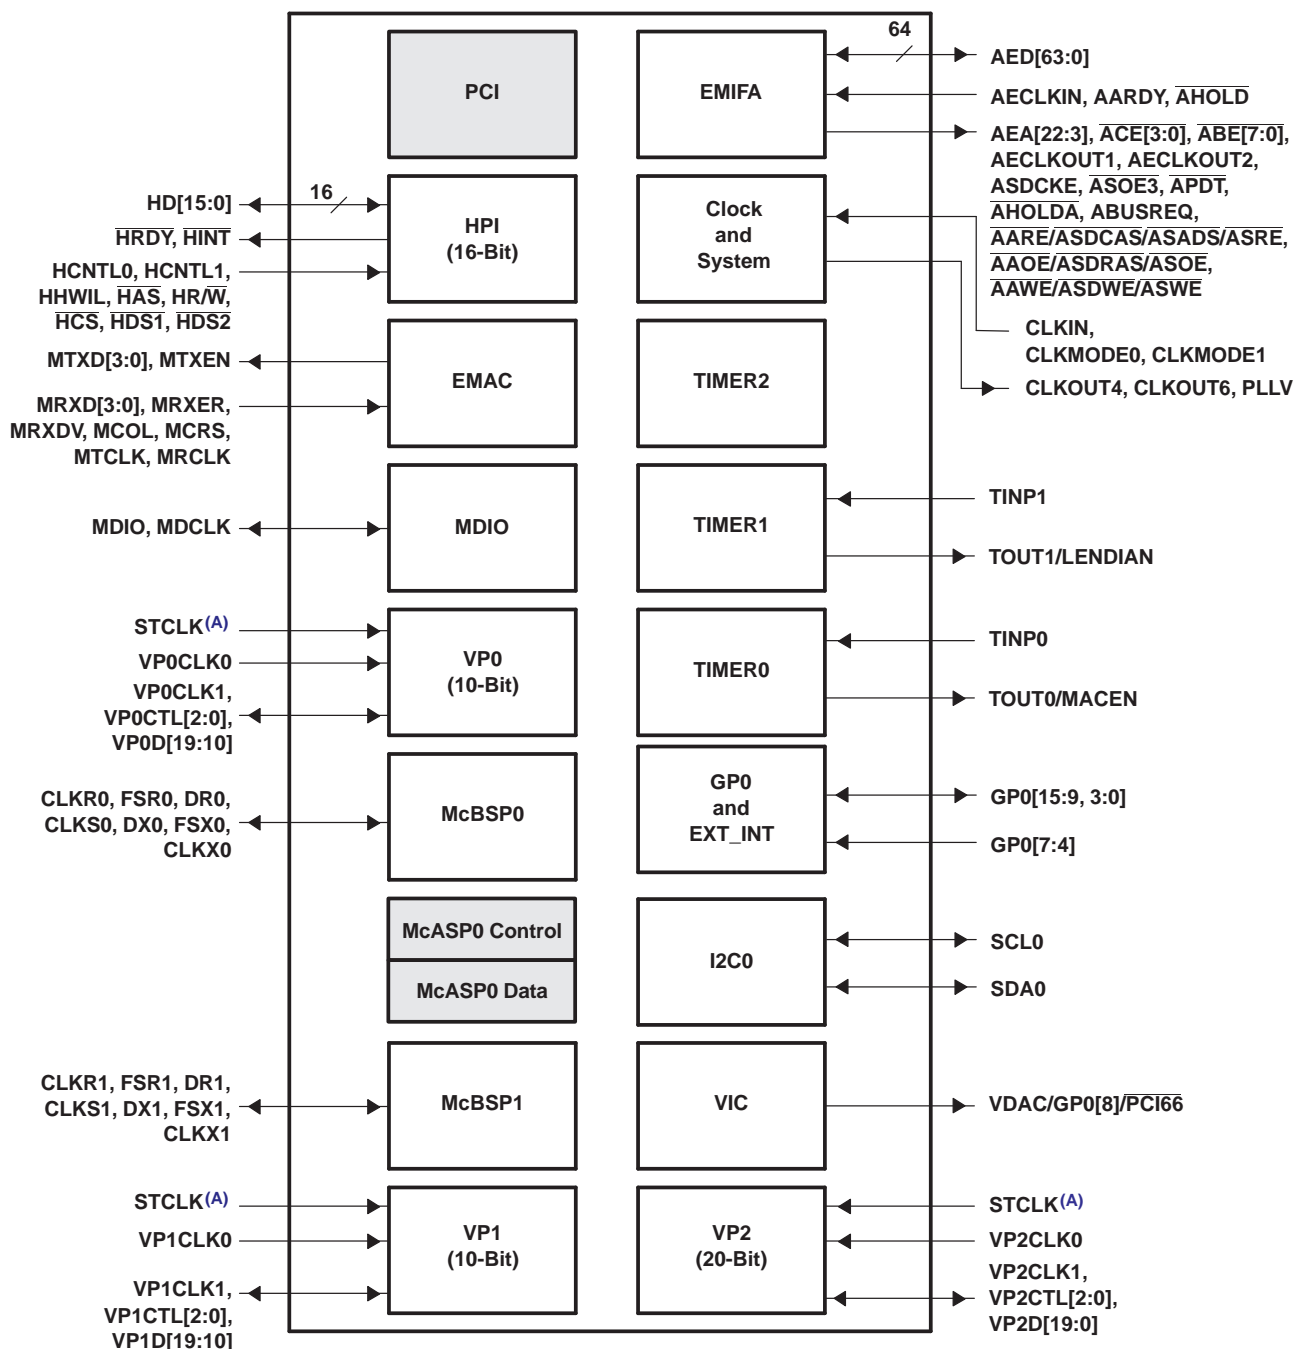 64
PCI
EMIFA
AED[63:0]
AECLKIN, AARDY, AHOLD
AEA[22:3], ACE[3:0], ABE[7:0],
AECLKOUT1, AECLKOUT2,
ASDCKE, ASOE3, APDT,
AHOLDA, ABUSREQ,
AARE/ASDCAS/ASADS/ASRE,
AAOE/ASDRAS/ASOE,
AAWE/ASDWE/ASWE
HD[15:0]
16
HRDY, HINT
HCNTL0, HCNTL1,
HHWIL, HAS, HR/W,
HCS, HDS1, HDS2
HPI
(16-Bit)
Clock
and
System
CLKIN,
CLKMODE0, CLKMODE1
CLKOUT4, CLKOUT6, PLLV
MTXD[3:0], MTXEN
MRXD[3:0], MRXER,
MRXDV, MCOL, MCRS,
MTCLK, MRCLK
EMAC
TIMER2
MDIO, MDCLK
MDIO
TIMER1
TINP1
TOUT1/LENDIAN
STCLK(A)
VP0CLK0
VP0CLK1,
VP0CTL[2:0],
VP0D[19:10]
VP0
(10-Bit)
TIMER0
TINP0
TOUT0/MACEN
CLKR0, FSR0, DR0,
CLKS0, DX0, FSX0,
CLKX0
McBSP0
GP0
and
EXT_INT
GP0[15:9, 3:0]
GP0[7:4]
McASP0 Control
McASP0 Data
I2C0
SCL0
SDA0
CLKR1, FSR1, DR1,
CLKS1, DX1, FSX1,
CLKX1
McBSP1
VIC
VDAC/GP0[8]/PCI66
STCLK(A)
VP1CLK0
VP1CLK1,
VP1CTL[2:0],
VP1D[19:10]
VP1
(10-Bit)
VP2
(20-Bit)
STCLK(A)
VP2CLK0
VP2CLK1,
VP2CTL[2:0],
VP2D[19:0]